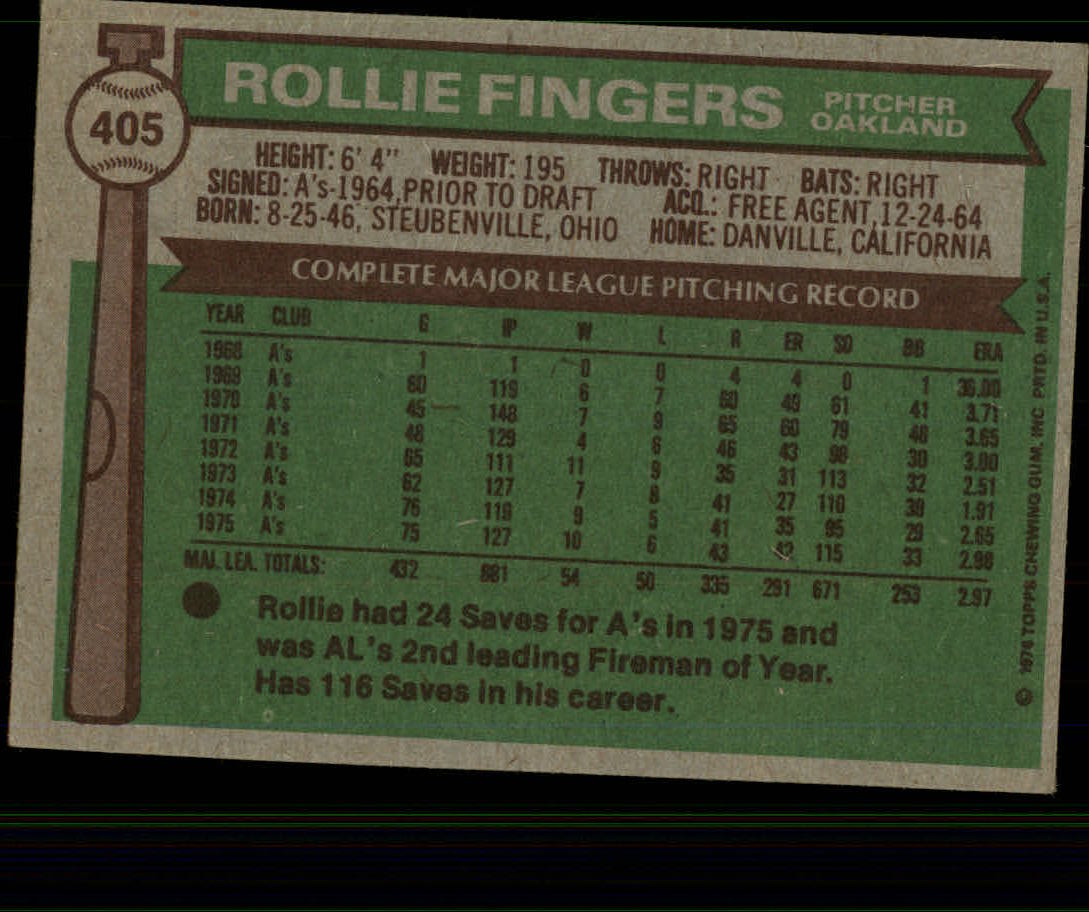 405
ROLLIE FINGERS PITCHER OAKLAND
HEIGHT: 6' 4" WEIGHT: 195 THROWS: RIGHT BATS: RIGHT
SIGNED: A's-1964, PRIOR TO DRAFT ACQ.: FREE AGENT, 12-24-64
BORN: 8-25-46, STEUBENVILLE, OHIO HOME: DANVILLE, CALIFORNIA
COMPLETE MAJOR LEAGUE PITCHING RECORD
YEAR CLUB G IP W L R ER SO BB ERA
1968 A's 1 1 0 0 4 4 0 1 36.00
1969 A's 60 119 6 7 60 49 61 41 3.71
1970 A's 45 148 7 9 65 60 79 48 3.65
1971 A's 48 129 4 6 46 43 98 30 3.00
1972 A's 65 111 11 9 35 31 113 32 2.51
1973 A's 62 127 7 8 41 27 110 39 1.91
1974 A's 76 119 9 5 41 35 95 29 2.65
1975 A's 75 127 10 6 43 42 115 33 2.98
MAJ. LEA. TOTALS: 432 881 54 50 335 291 671 253 2.97
Rollie had 24 Saves for A's in 1975 and
was AL's 2nd leading Fireman of Year.
Has 116 Saves in his career.
© 1976 TOPPS CHEWING GUM, INC PRTD. IN U.S.A.